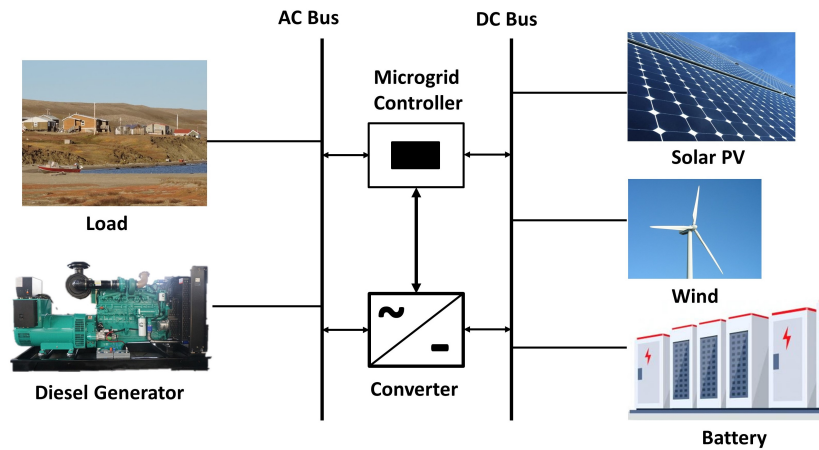 AC Bus
DC Bus
Microgrid
Controller
Load
Solar PV
Wind
Diesel Generator
Converter
Battery